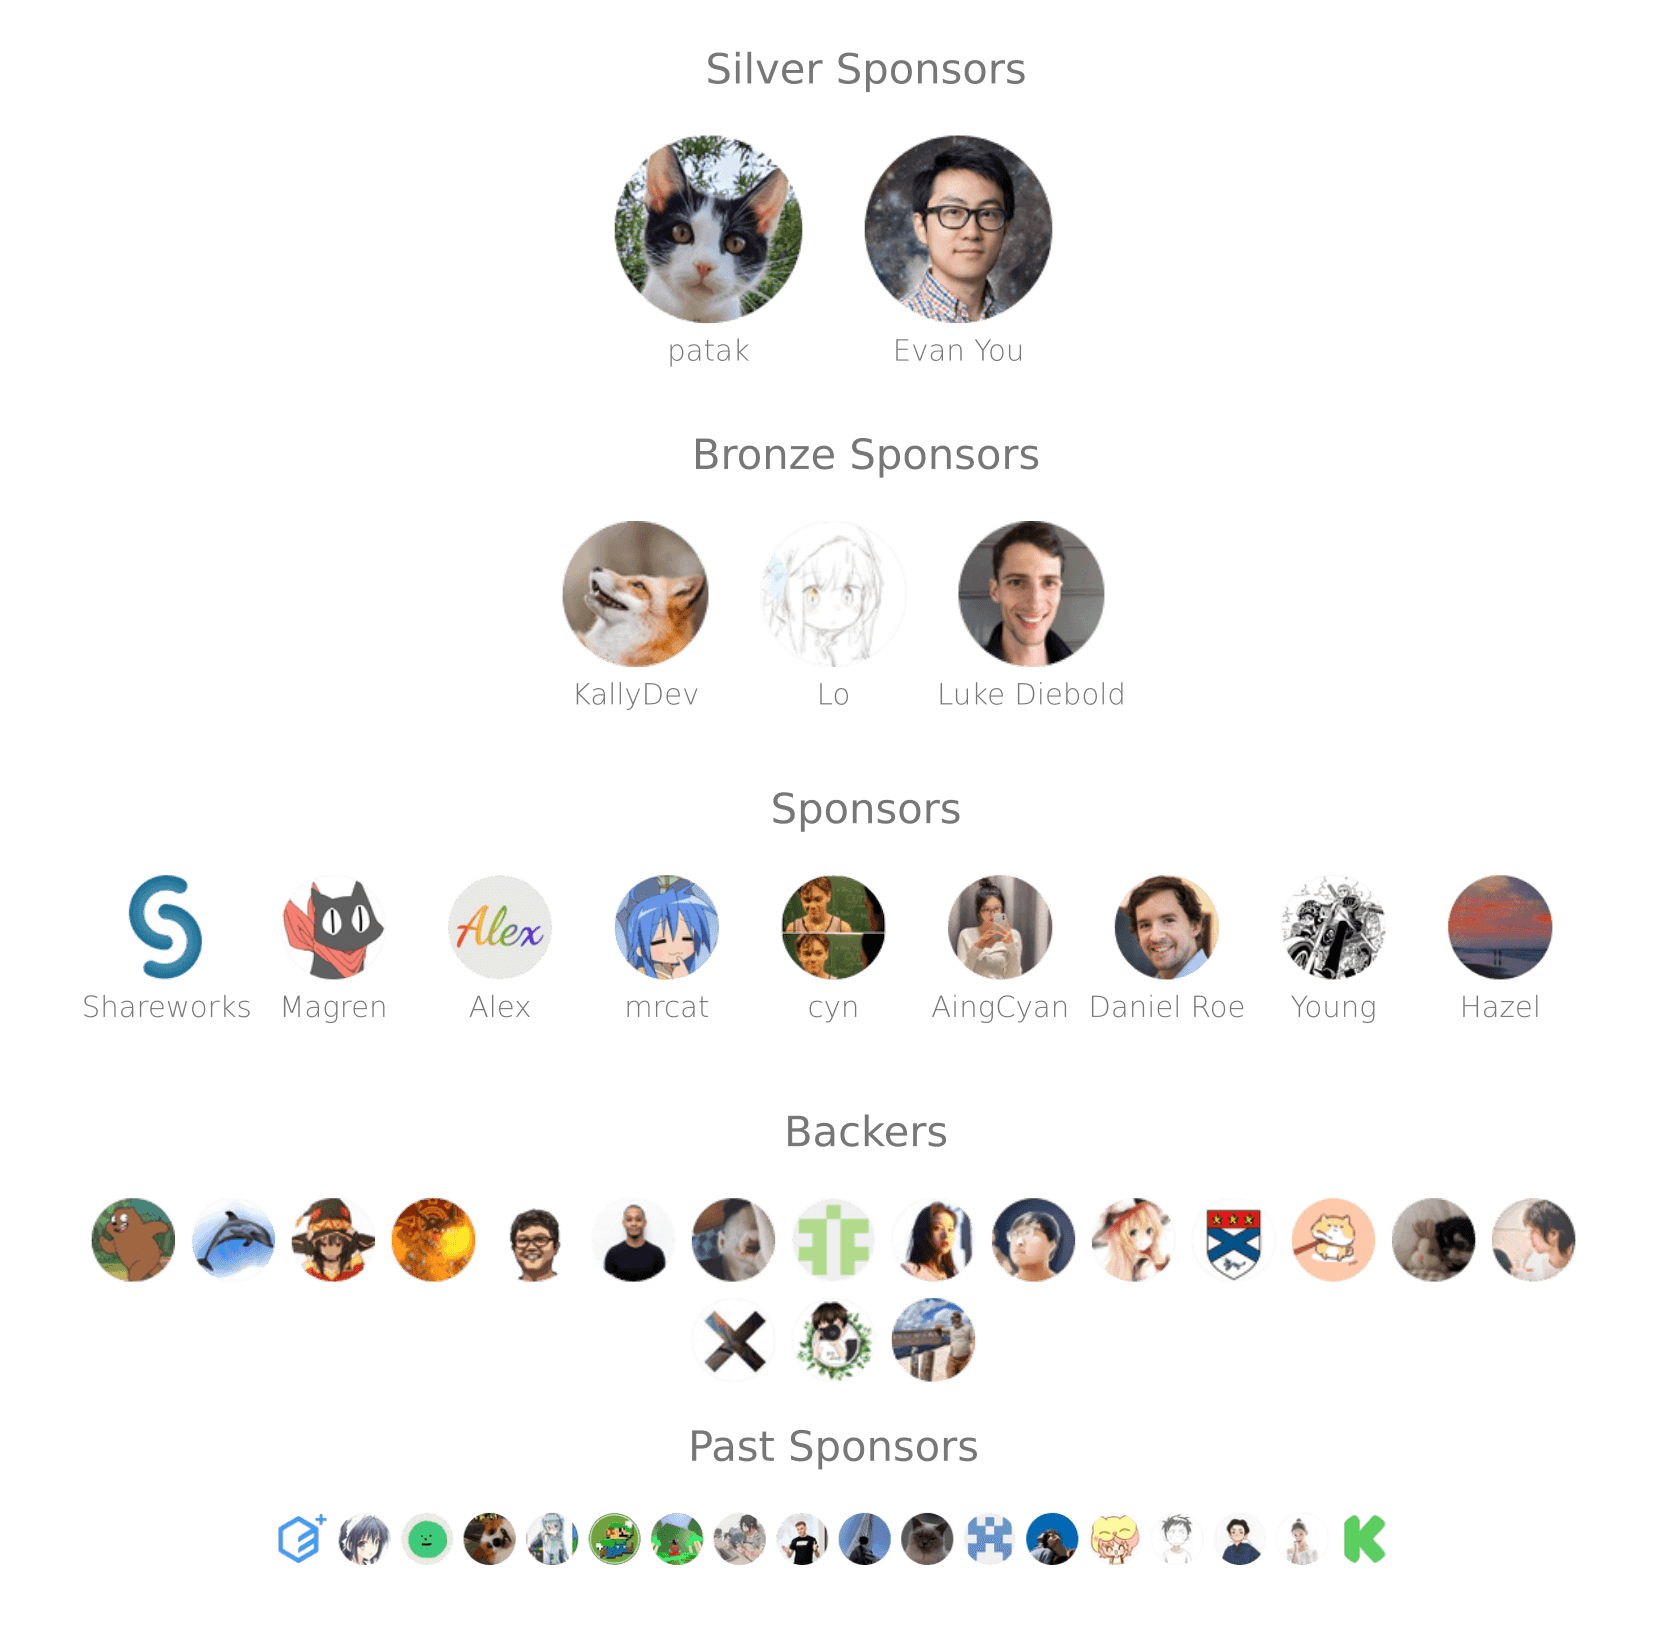 Silver Sponsors
patak
Evan You
Bronze Sponsors
KallyDev
Lo
Luke Diebold
Sponsors
Alex
Shareworks
Magren
Alex
mrcat
cyn
AingCyan
Daniel Roe
Young
Hazel
Backers
Past Sponsors